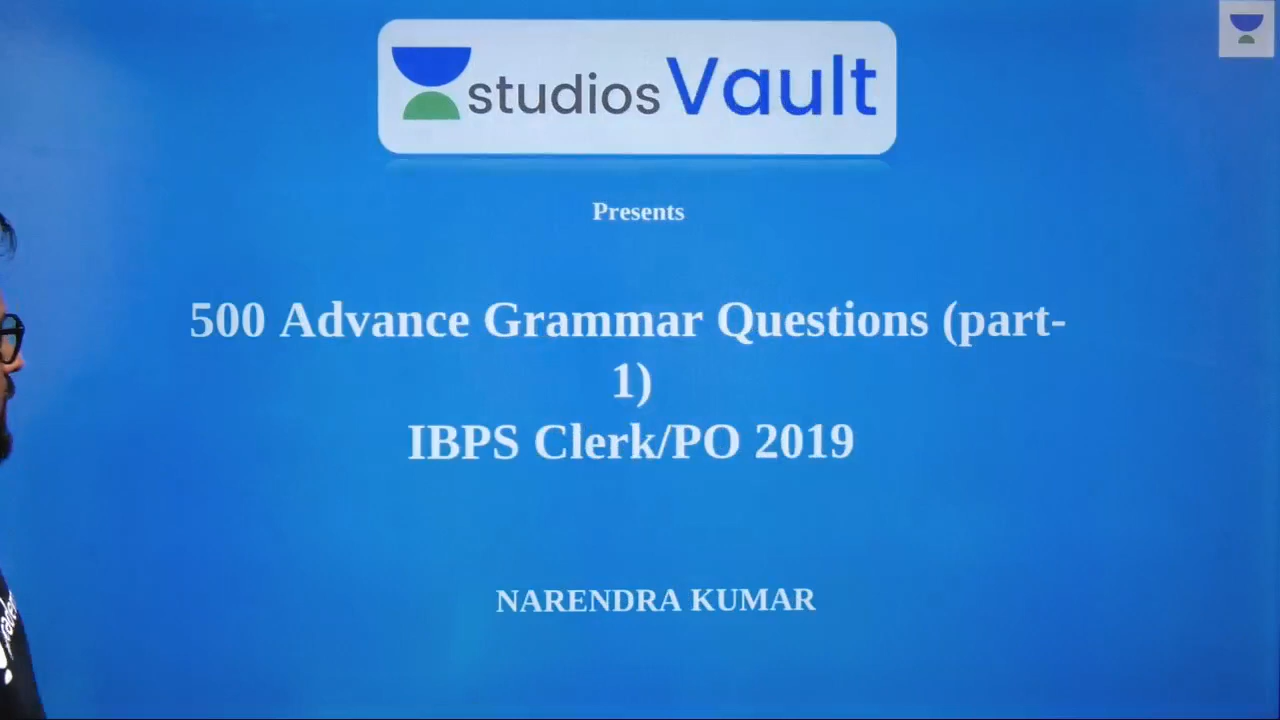 studios Vault
Presents
500 Advance Grammar Questions (part-
1)
IBPS Clerk/PO 2019
NARENDRA KUMAR